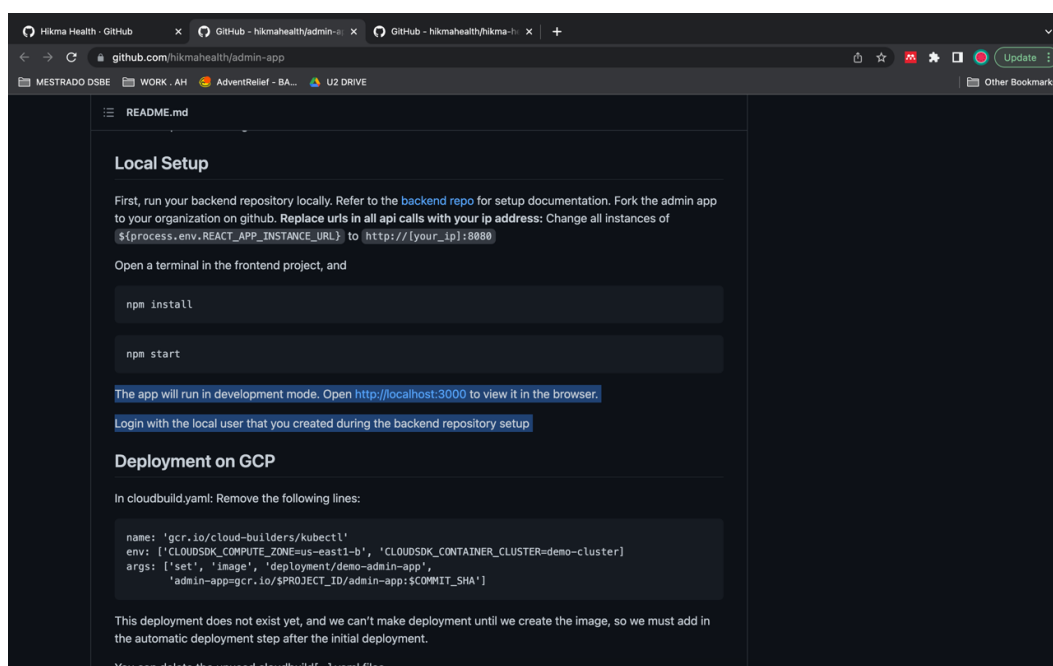 Hikma Health · GitHub
GitHub - hikmahealth/admin-a
GitHub - hikmahealth/hikma-he
github.com/hikmahealth/admin-app
Update
MESTRADO DSBE
WORK . AH
AdventRelief - BA...
U2 DRIVE
Other Bookmark
README.md
Local Setup
First, run your backend repository locally. Refer to the backend repo for setup documentation. Fork the admin app
to your organization on github. Replace urls in all api calls with your ip address: Change all instances of
${process.env.REACT_APP_INSTANCE_URL} to http://[your_ip]:8080
Open a terminal in the frontend project, and
npm install
npm start
The app will run in development mode. Open http://localhost:3000 to view it in the browser.
Login with the local user that you created during the backend repository setup
Deployment on GCP
In cloudbuild.yaml: Remove the following lines:
name: 'gcr.io/cloud-builders/kubectl'
env: ['CLOUDSDK_COMPUTE_ZONE=us-east1-b', 'CLOUDSDK_CONTAINER_CLUSTER=demo-cluster]
args: ['set', 'image', 'deployment/demo-admin-app',
'admin-app=gcr.io/$PROJECT_ID/admin-app:$COMMIT_SHA']
This deployment does not exist yet, and we can't make deployment until we create the image, so we must add in
the automatic deployment step after the initial deployment.